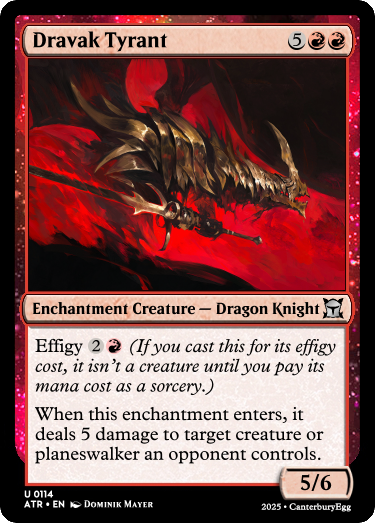 Dravak Tyrant 5
Enchantment Creature — Dragon Knight
Effigy 2 (If you cast this for its effigy
cost, it isn't a creature until you pay its
mana cost as a sorcery.)
When this enchantment enters, it
deals 5 damage to target creature or
planeswalker an opponent controls.
5/6
U 0114
ATR • EN Dominik Mayer
2025 • CanterburyEgg